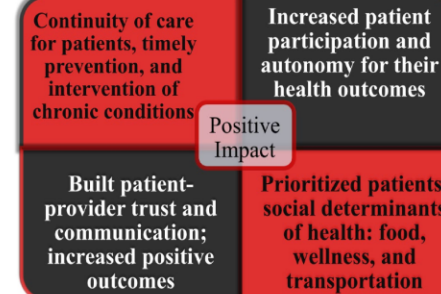 Continuity of care
for patients, timely
prevention, and
intervention of
chronic conditions
Increased patient
participation and
autonomy for their
health outcomes
Positive
Impact
Built patient-
provider trust and
communication;
increased positive
outcomes
Prioritized patients
social determinants
of health: food,
wellness, and
transportation